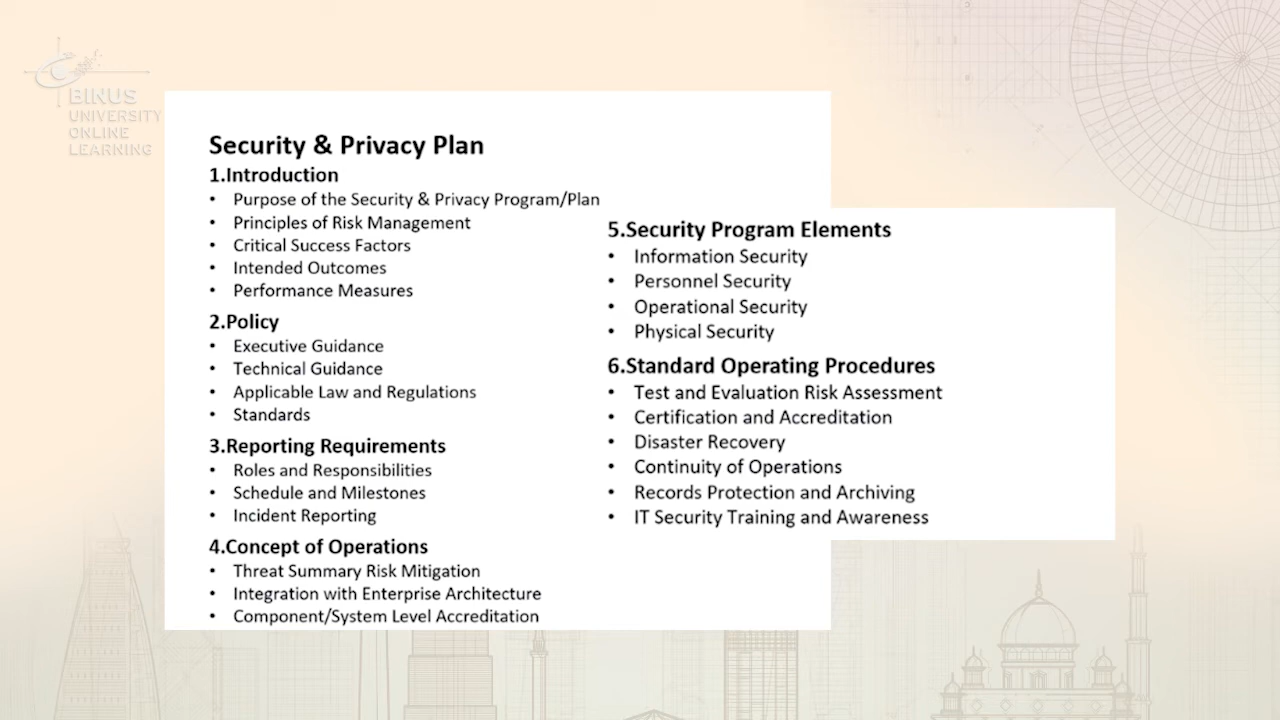 BINUS
UNIVERSITY
ONLINE
LEARNING
Security & Privacy Plan
1.Introduction
• Purpose of the Security & Privacy Program/Plan
• Principles of Risk Management
• Critical Success Factors
• Intended Outcomes
• Performance Measures
2.Policy
• Executive Guidance
• Technical Guidance
• Applicable Law and Regulations
• Standards
3.Reporting Requirements
• Roles and Responsibilities
• Schedule and Milestones
• Incident Reporting
4.Concept of Operations
• Threat Summary Risk Mitigation
• Integration with Enterprise Architecture
• Component/System Level Accreditation
5.Security Program Elements
• Information Security
• Personnel Security
• Operational Security
• Physical Security
6.Standard Operating Procedures
• Test and Evaluation Risk Assessment
• Certification and Accreditation
• Disaster Recovery
• Continuity of Operations
• Records Protection and Archiving
• IT Security Training and Awareness